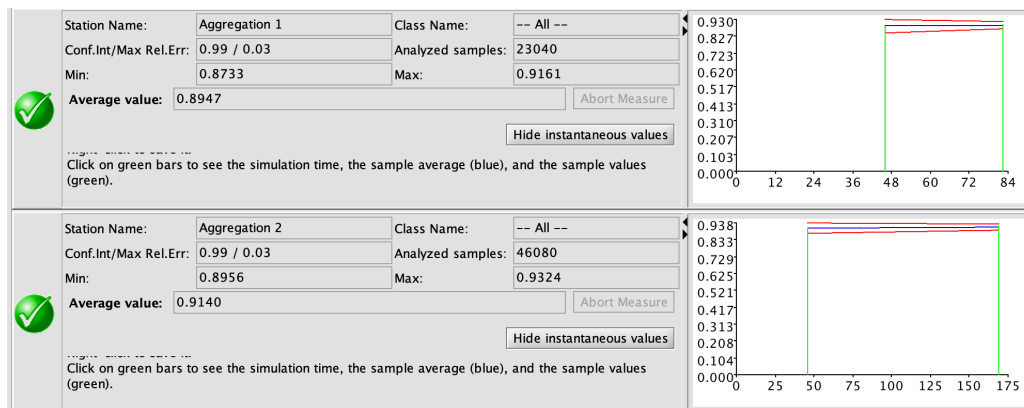 Station Name: Aggregation 1 Class Name: -- All --
Conf.Int/Max Rel.Err: 0.99 / 0.03 Analyzed samples: 23040
Min: 0.8733 Max: 0.9161
Average value: 0.8947 Abort Measure
Hide instantaneous values
Click on green bars to see the simulation time, the sample average (blue), and the sample values
(green).
0.930
0.827
0.723
0.620
0.517
0.413
0.310
0.207
0.103
0.000
0 12 24 36 48 60 72 84
Station Name: Aggregation 2 Class Name: -- All --
Conf.Int/Max Rel.Err: 0.99 / 0.03 Analyzed samples: 46080
Min: 0.8956 Max: 0.9324
Average value: 0.9140 Abort Measure
Hide instantaneous values
Click on green bars to see the simulation time, the sample average (blue), and the sample values
(green).
0.938
0.833
0.729
0.625
0.521
0.417
0.313
0.208
0.104
0.000
0 25 50 75 100 125 150 175